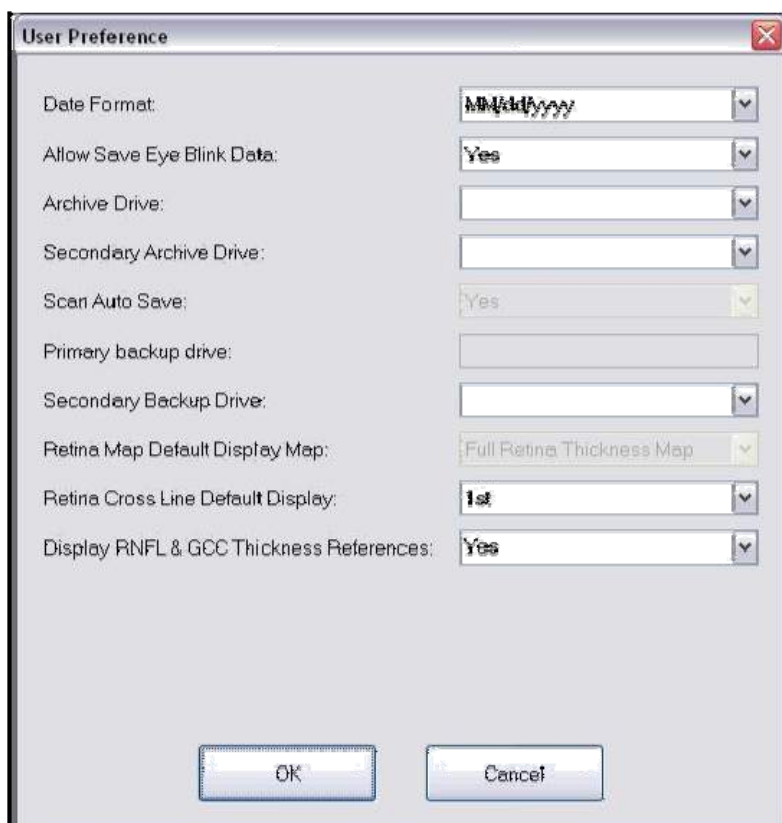 User Preference
Date Format: MM/dd/yyyy
Allow Save Eye Blink Data: Yes
Archive Drive:
Secondary Archive Drive:
Scan Auto Save: Yes
Primary backup drive:
Secondary Backup Drive:
Retina Map Default Display Map: Full Retina Thickness Map
Retina Cross Line Default Display: 1st
Display RNFL & GCC Thickness References: Yes
OK Cancel